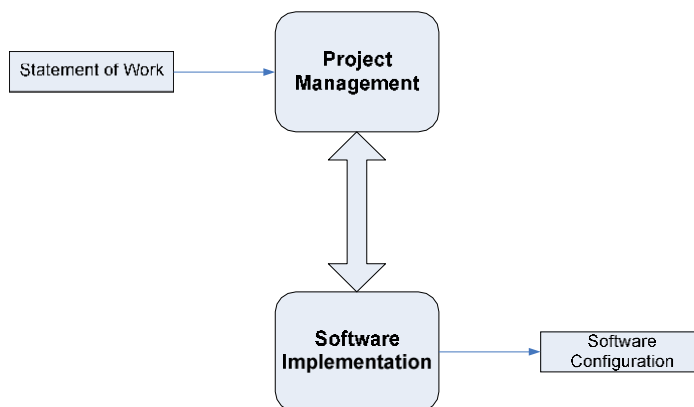 Statement of Work
Project
Management
Software
Implementation
Software
Configuration